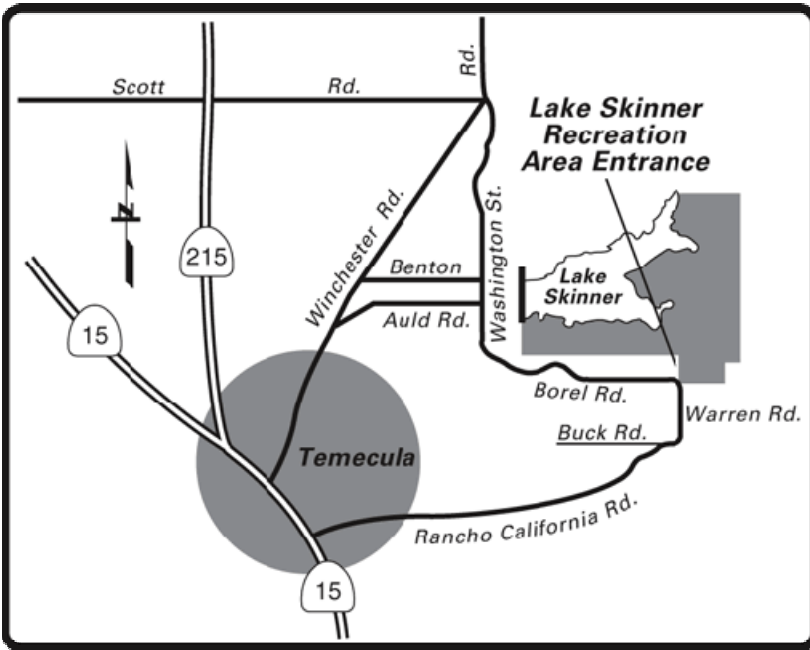 Rd.
Scott Rd.
Lake Skinner
Recreation
Area Entrance
N
Winchester Rd.
Washington St.
215
Benton
Lake
Skinner
15
Auld Rd.
Borel Rd.
Warren Rd.
Buck Rd.
Temecula
Rancho California Rd.
15